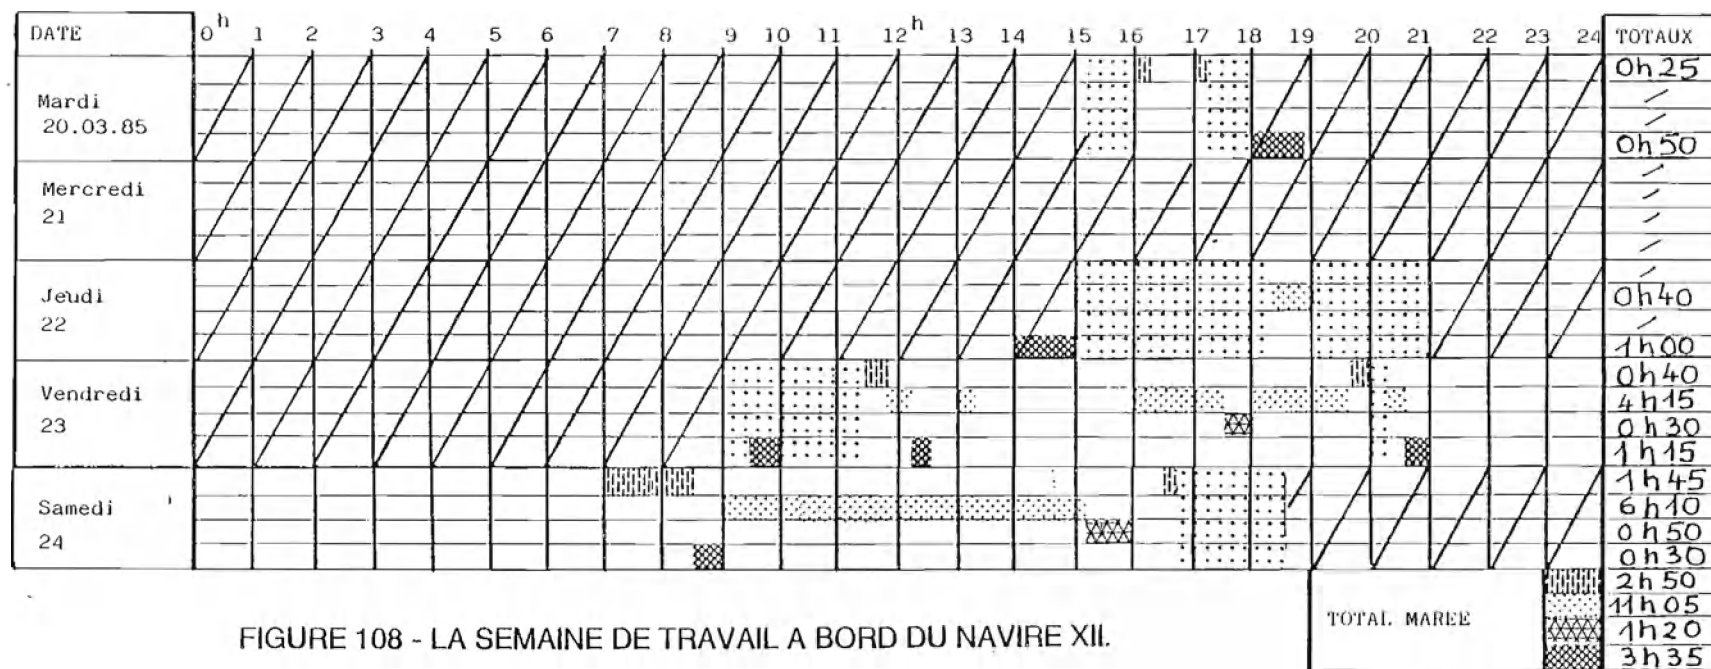 DATE 0h 1 2 3 4 5 6 7 8 9 10 11 12h 13 14 15 16 17 18 19 20 21 22 23 24 TOTAUX
Mardi
20.03.85
0h25
0h50
Mercredi
21
Jeudi
22
0h40
1h00
Vendredi
23
0h40
4h15
0h30
1h15
Samedi
24
1h45
6h10
0h50
0h30
TOTAL MAREE
2h50
11h05
1h20
3h35
FIGURE 108 - LA SEMAINE DE TRAVAIL A BORD DU NAVIRE XII.